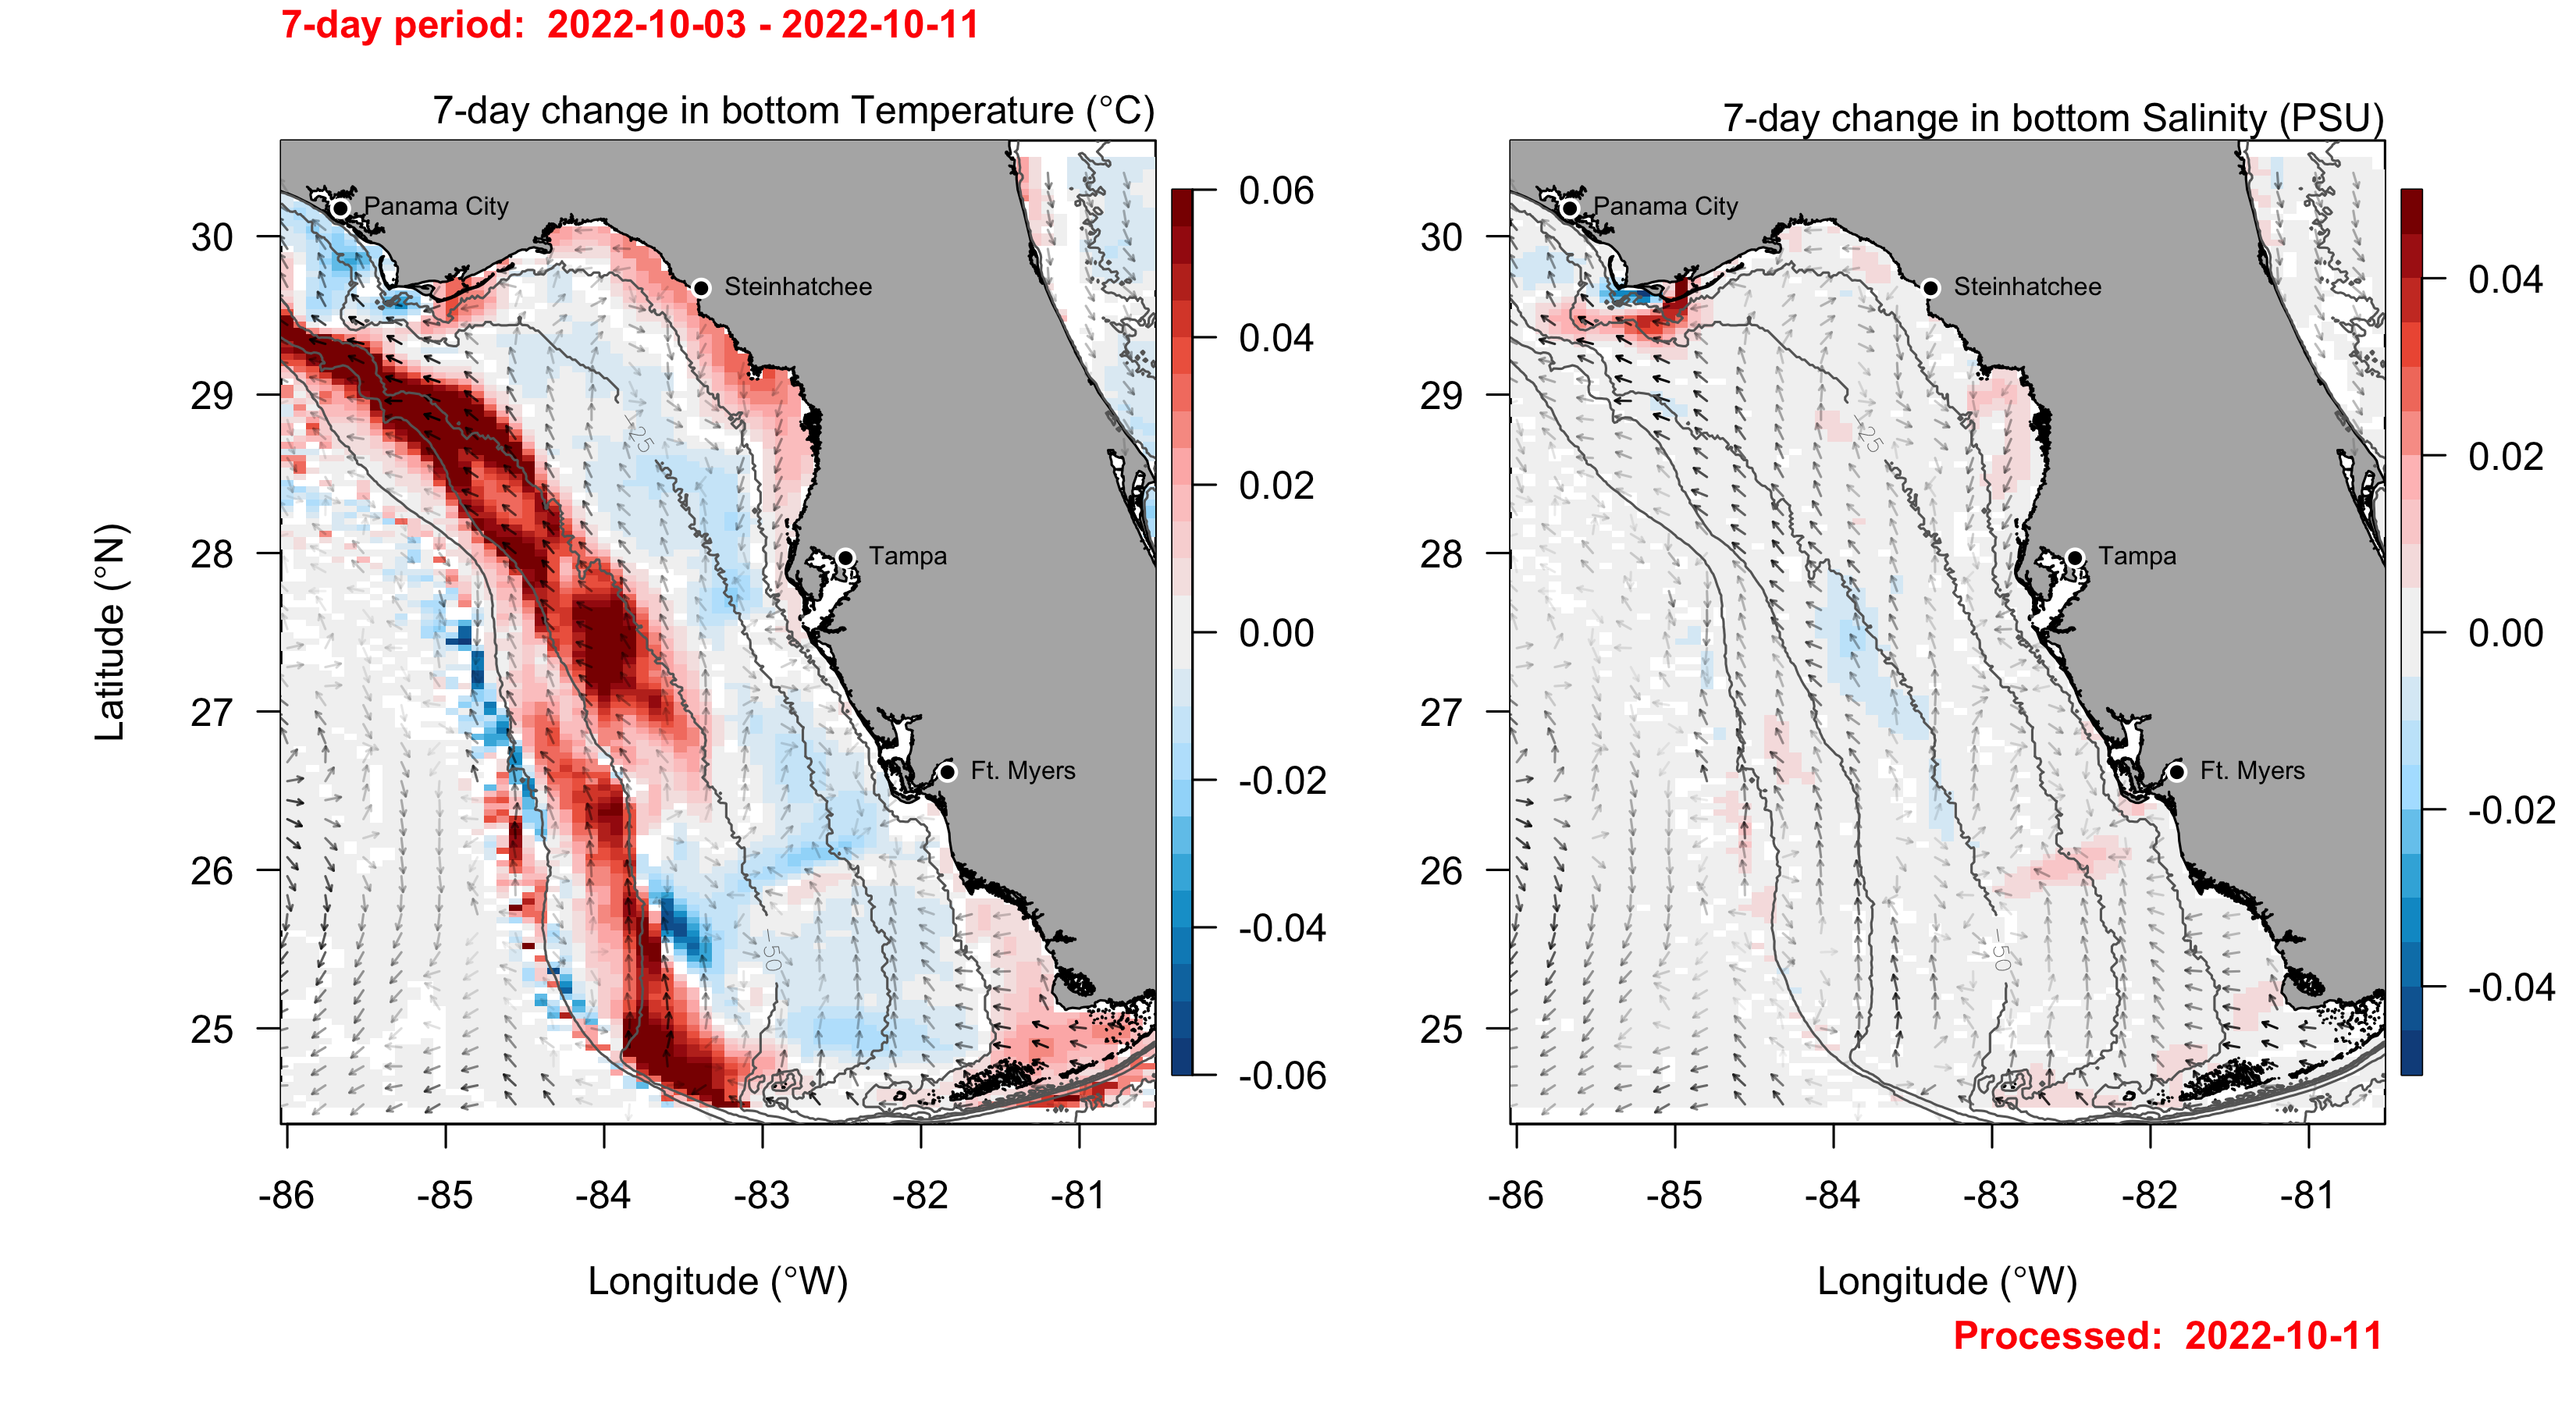 7-day period:  2022-10-03 - 2022-10-11
7-day change in bottom Temperature (°C)
7-day change in bottom Salinity (PSU)
Panama City
Steinhatchee
Tampa
Ft. Myers
-25
-50
30
29
28
27
26
25
Latitude (°N)
-86 -85 -84 -83 -82 -81
Longitude (°W)
0.06
0.04
0.02
0.00
-0.02
-0.04
-0.06
Panama City
Steinhatchee
Tampa
Ft. Myers
-25
-50
30
29
28
27
26
25
-86 -85 -84 -83 -82 -81
Longitude (°W)
0.04
0.02
0.00
-0.02
-0.04
Processed:  2022-10-11